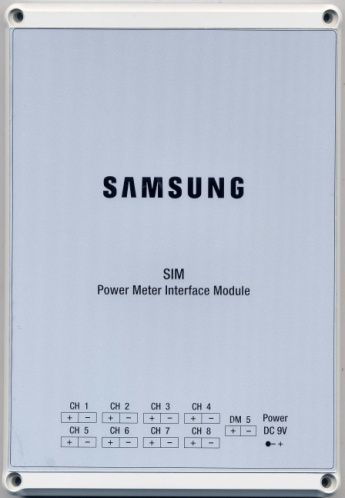 SAMSUNG
SIM
Power Meter Interface Module
CH 1 CH 2 CH 3 CH 4
+ - + - + - + -
DM 5 Power
CH 5 CH 6 CH 7 CH 8 + - DC 9V
+ - + - + - + -
- +